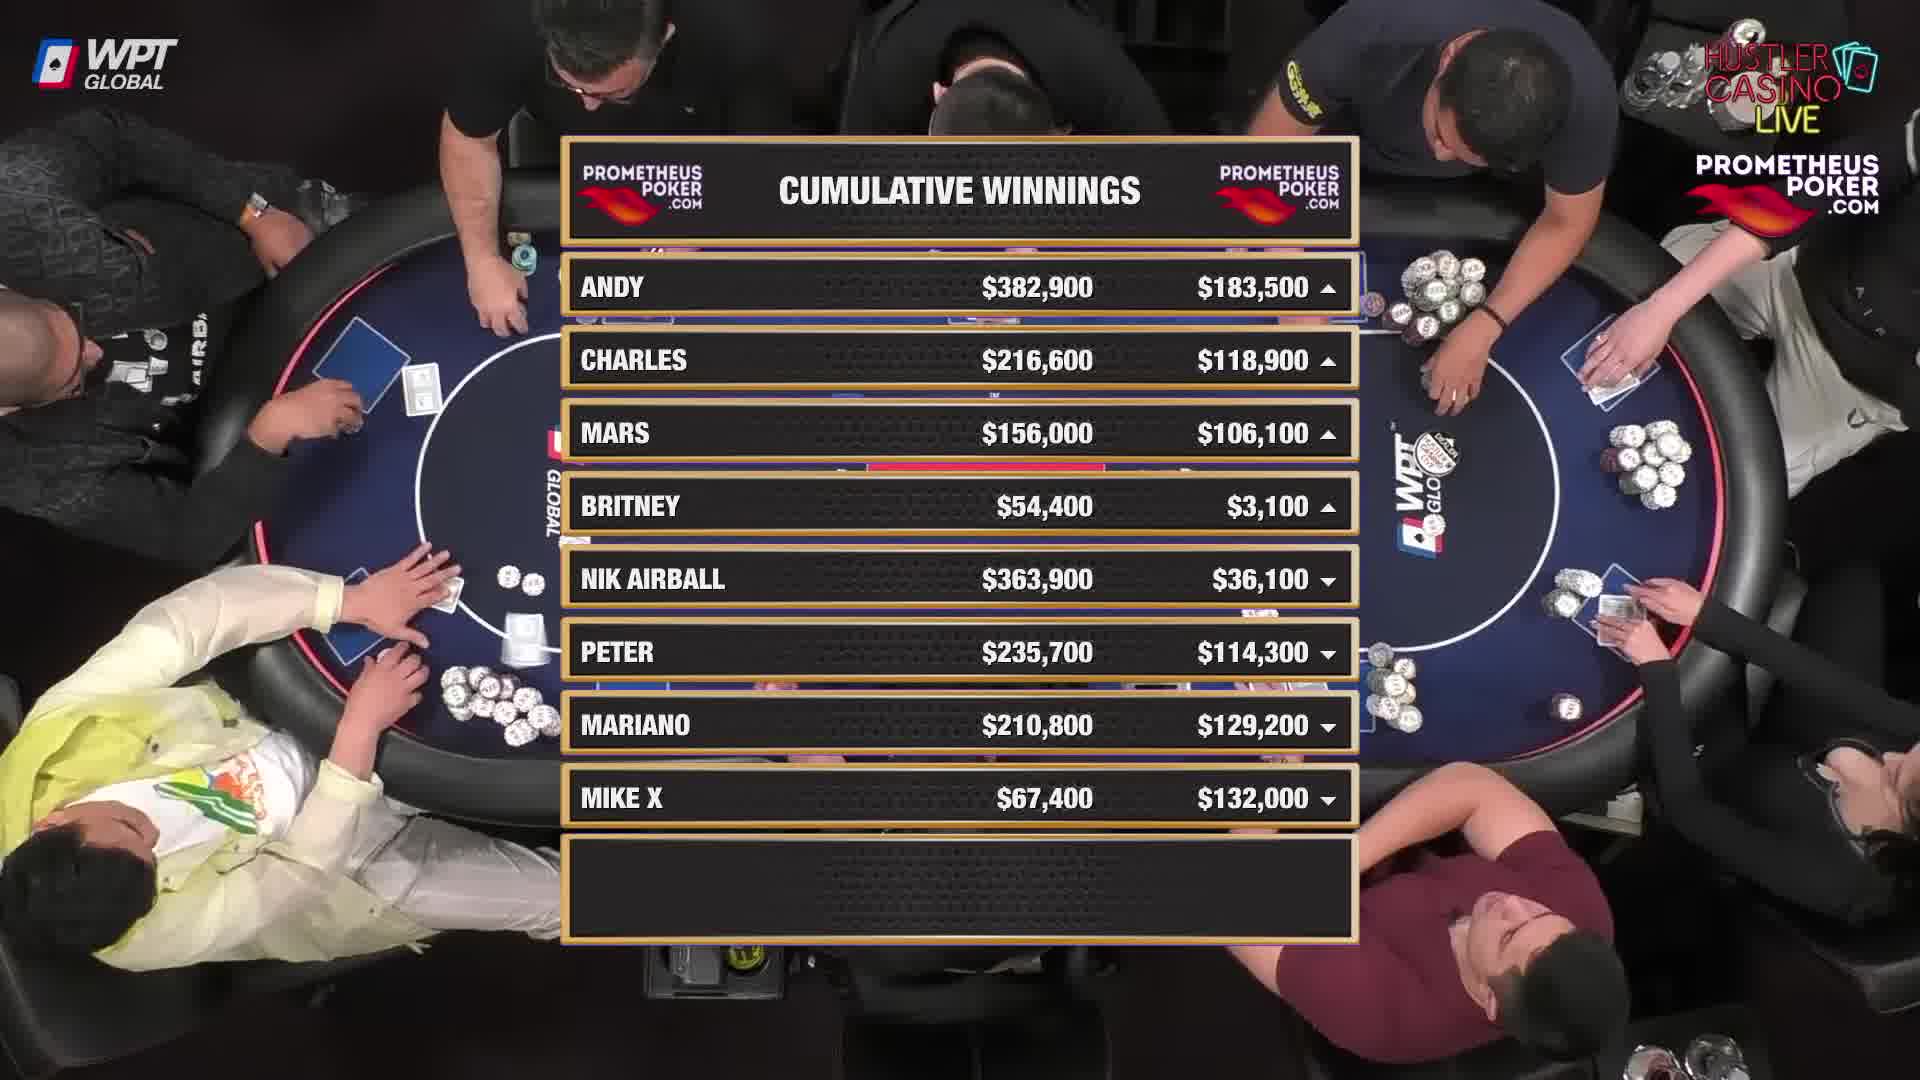 WPT
GLOBAL
HUSTLER
CASINO
LIVE
PROMETHEUS
POKER
.COM
PROMETHEUS
POKER
.COM
CUMULATIVE WINNINGS
PROMETHEUS
POKER
.COM
ANDY $382,900 $183,500
CHARLES $216,600 $118,900
MARS $156,000 $106,100
BRITNEY $54,400 $3,100
NIK AIRBALL $363,900 $36,100
PETER $235,700 $114,300
MARIANO $210,800 $129,200
MIKE X $67,400 $132,000
GLOBAL
WPT
GLO